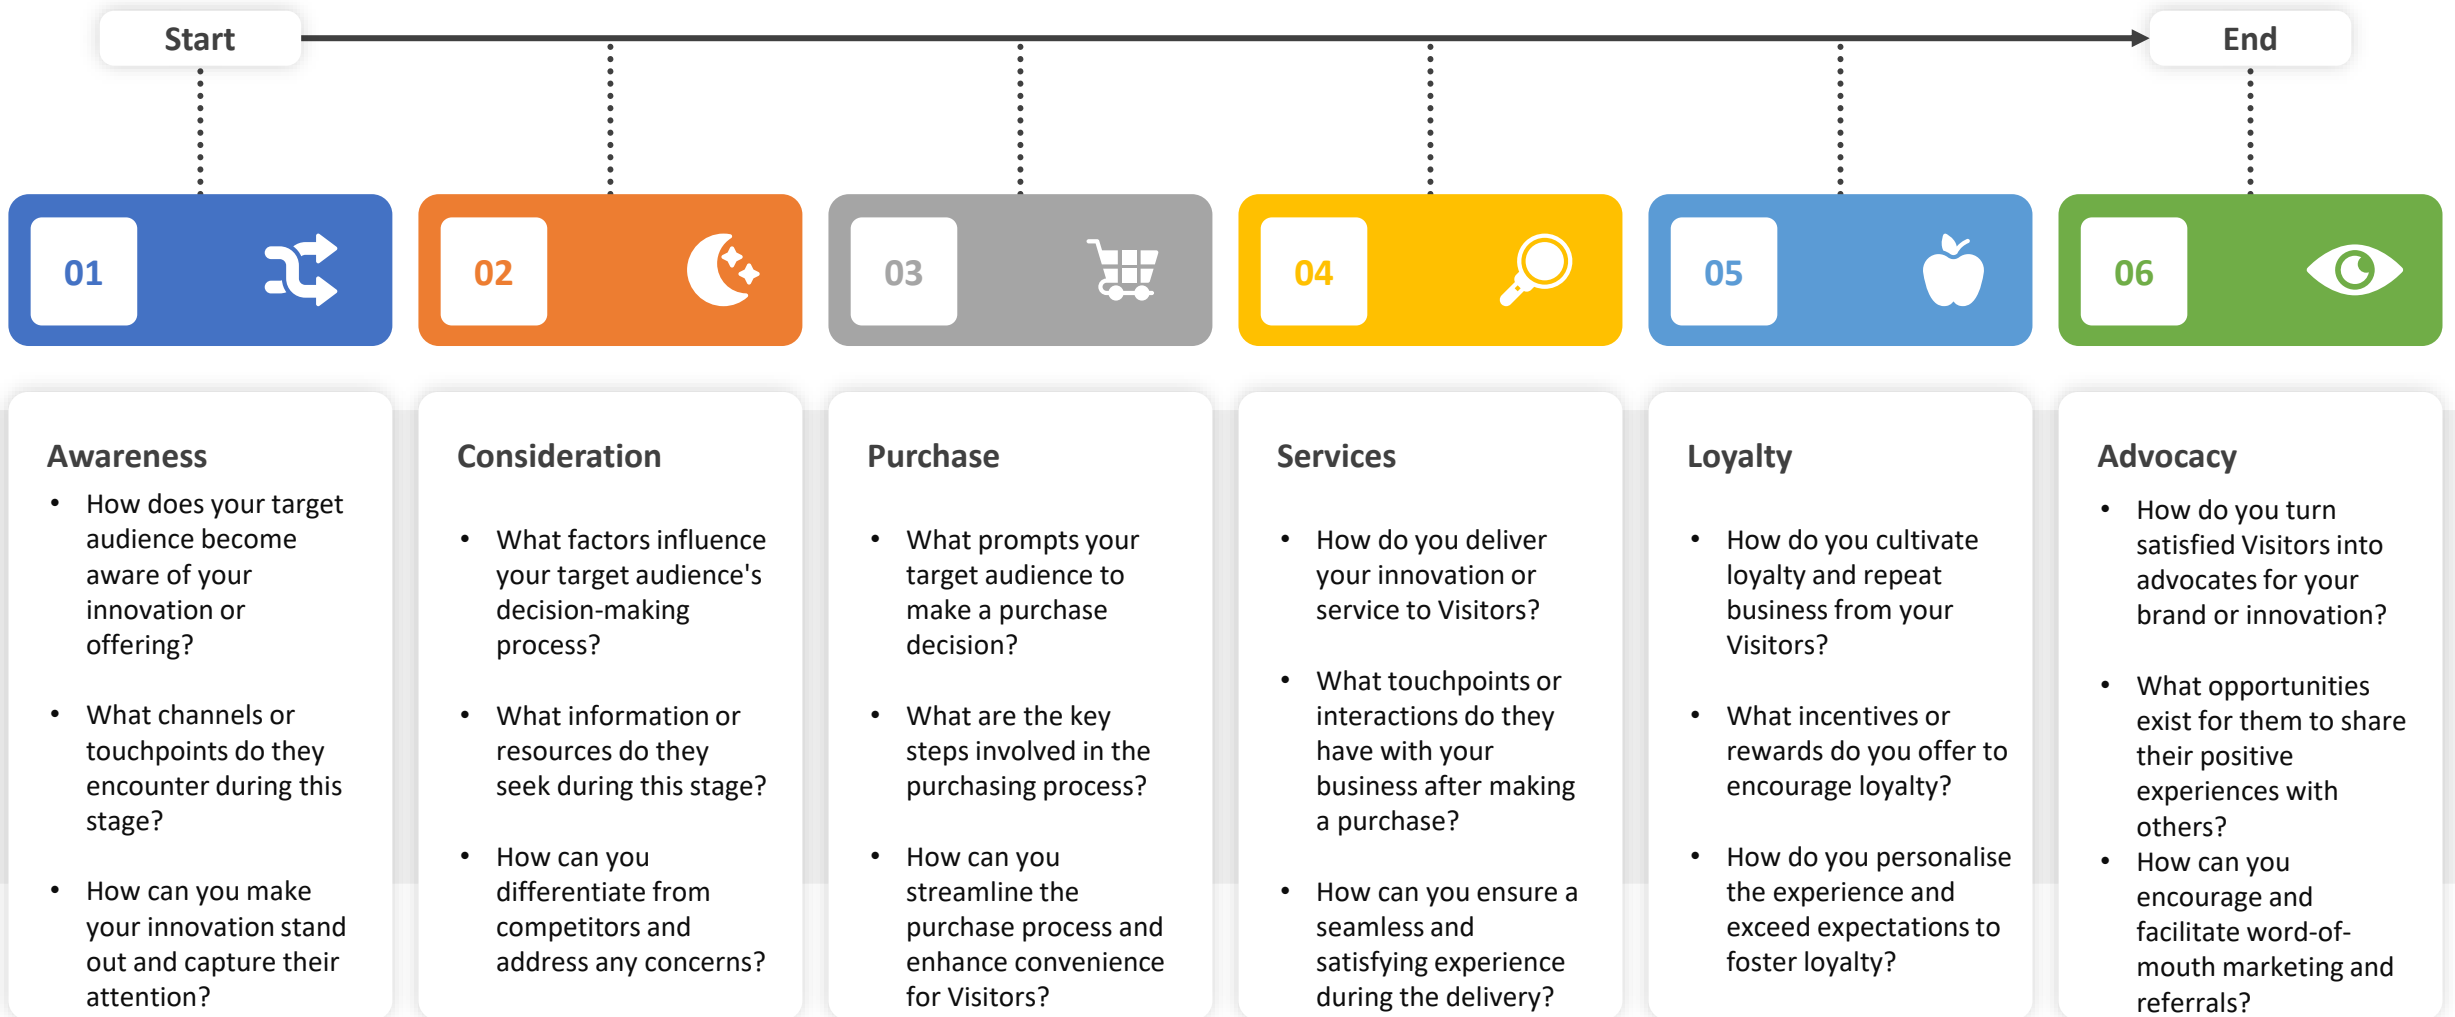 Start
End
01
02
03
04
05
06
Awareness
• How does your target
audience become
aware of your
innovation or
offering?
• What channels or
touchpoints do they
encounter during this
stage?
• How can you make
your innovation stand
out and capture their
attention?
Consideration
• What factors influence
your target audience's
decision-making
process?
• What information or
resources do they
seek during this stage?
• How can you
differentiate from
competitors and
address any concerns?
Purchase
• What prompts your
target audience to
make a purchase
decision?
• What are the key
steps involved in the
purchasing process?
• How can you
streamline the
purchase process and
enhance convenience
for Visitors?
Services
• How do you deliver
your innovation or
service to Visitors?
• What touchpoints or
interactions do they
have with your
business after making
a purchase?
• How can you ensure a
seamless and
satisfying experience
during the delivery?
Loyalty
• How do you cultivate
loyalty and repeat
business from your
Visitors?
• What incentives or
rewards do you offer to
encourage loyalty?
• How do you personalise
the experience and
exceed expectations to
foster loyalty?
Advocacy
• How do you turn
satisfied Visitors into
advocates for your
brand or innovation?
• What opportunities
exist for them to share
their positive
experiences with
others?
• How can you
encourage and
facilitate word-of-
mouth marketing and
referrals?